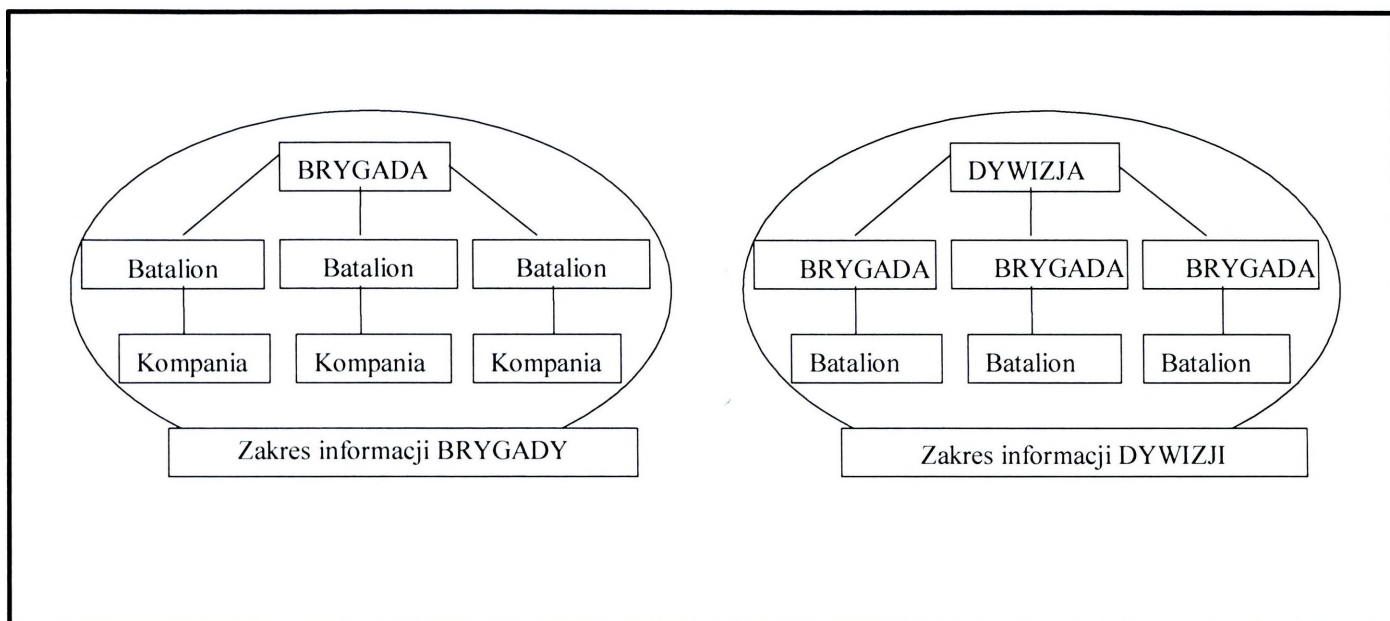 BRYGADA
Batalion Batalion Batalion
Kompania Kompania Kompania
Zakres informacji BRYGADY
DYWIZJA
BRYGADA BRYGADA BRYGADA
Batalion Batalion Batalion
Zakres informacji DYWIZJI